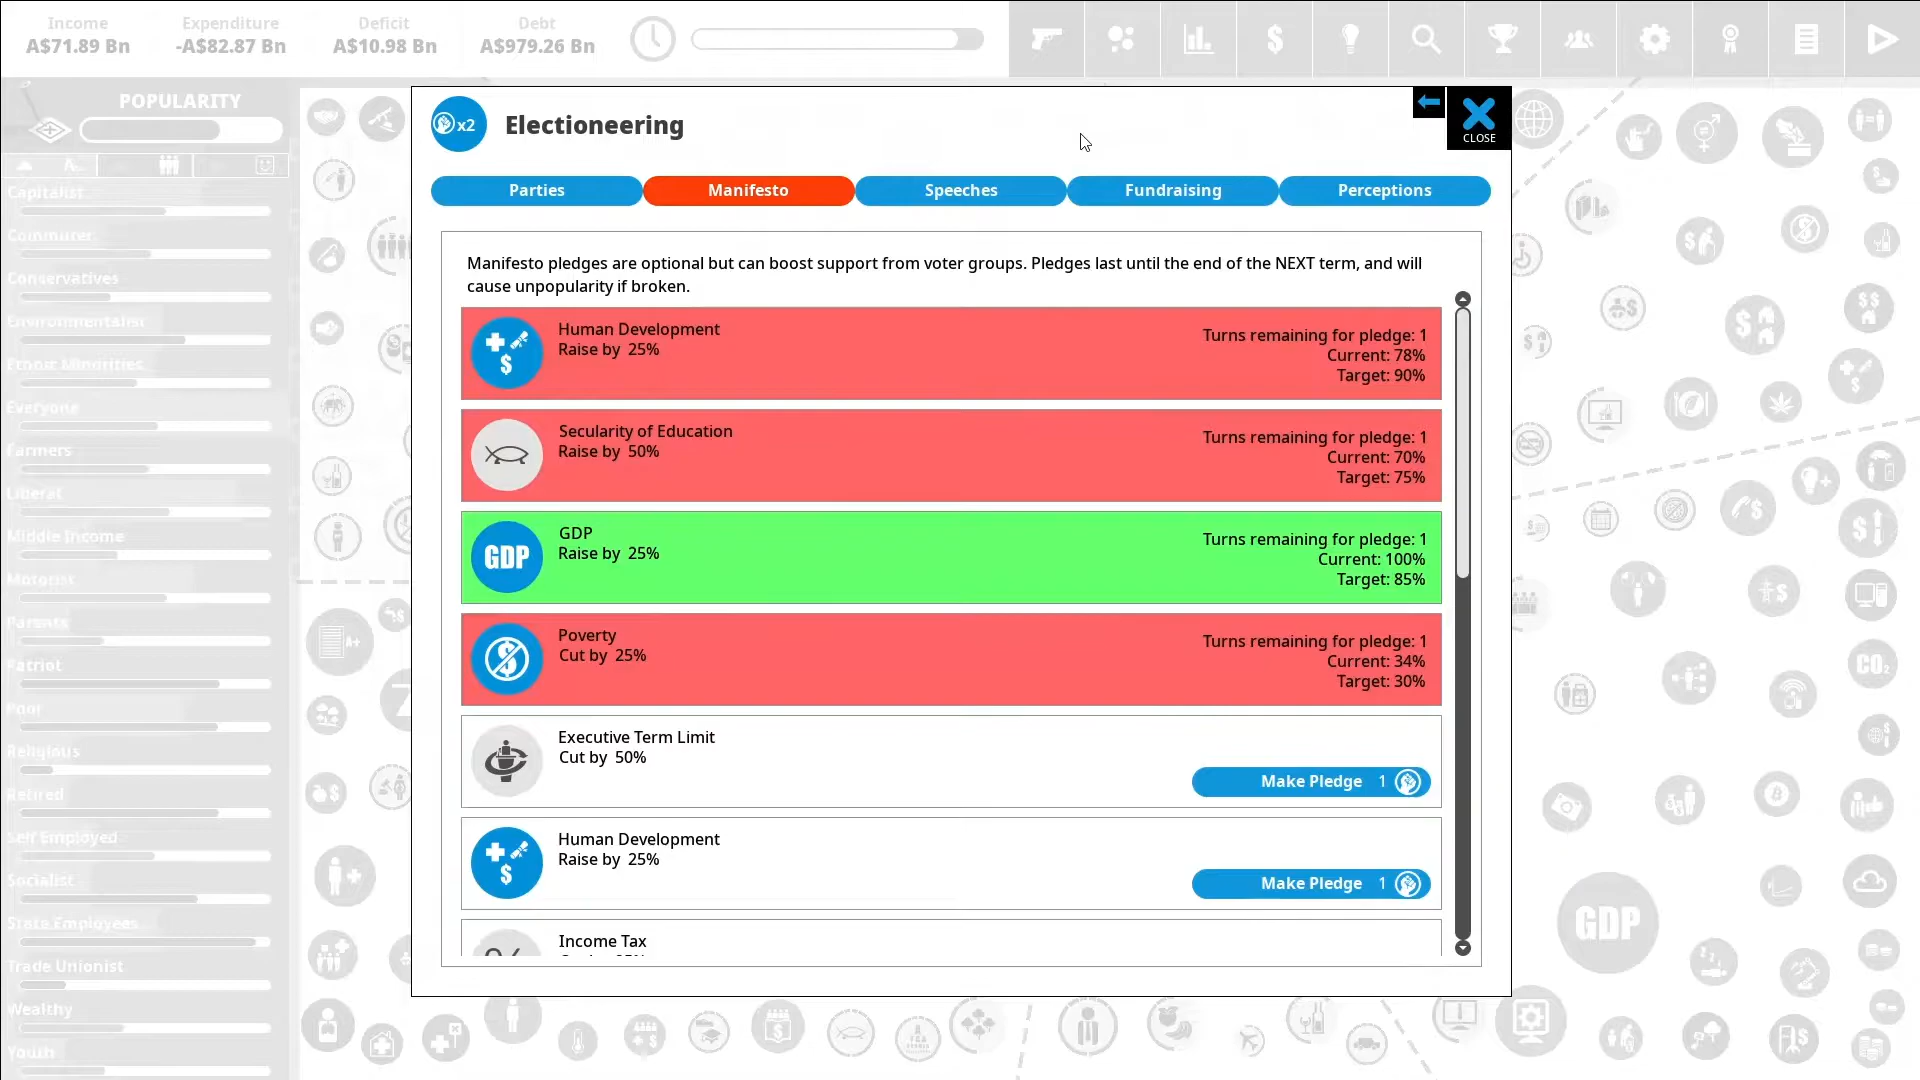 Income
A$71.89 Bn
Expenditure
-A$82.87 Bn
Deficit
A$10.98 Bn
Debt
A$979.26 Bn
POPULARITY
Capitalist
Commuter
Conservatives
Environmentalist
Ethnic Minorities
Everyone
Farmers
Liberal
Middle Income
Motorist
Parents
Patriot
Poor
Religious
Retired
Self Employed
Socialist
State Employees
Trade Unionist
Wealthy
Youth
x2
Electioneering
CLOSE
Parties
Manifesto
Speeches
Fundraising
Perceptions
Manifesto pledges are optional but can boost support from voter groups. Pledges last until the end of the NEXT term, and will
cause unpopularity if broken.
Human Development
Raise by 25%
Turns remaining for pledge: 1
Current: 78%
Target: 90%
Secularity of Education
Raise by 50%
Turns remaining for pledge: 1
Current: 70%
Target: 75%
GDP
GDP
Raise by 25%
Turns remaining for pledge: 1
Current: 100%
Target: 85%
Poverty
Cut by 25%
Turns remaining for pledge: 1
Current: 34%
Target: 30%
Executive Term Limit
Cut by 50%
Make Pledge 1
Human Development
Raise by 25%
Make Pledge 1
Income Tax
CO₂
GDP